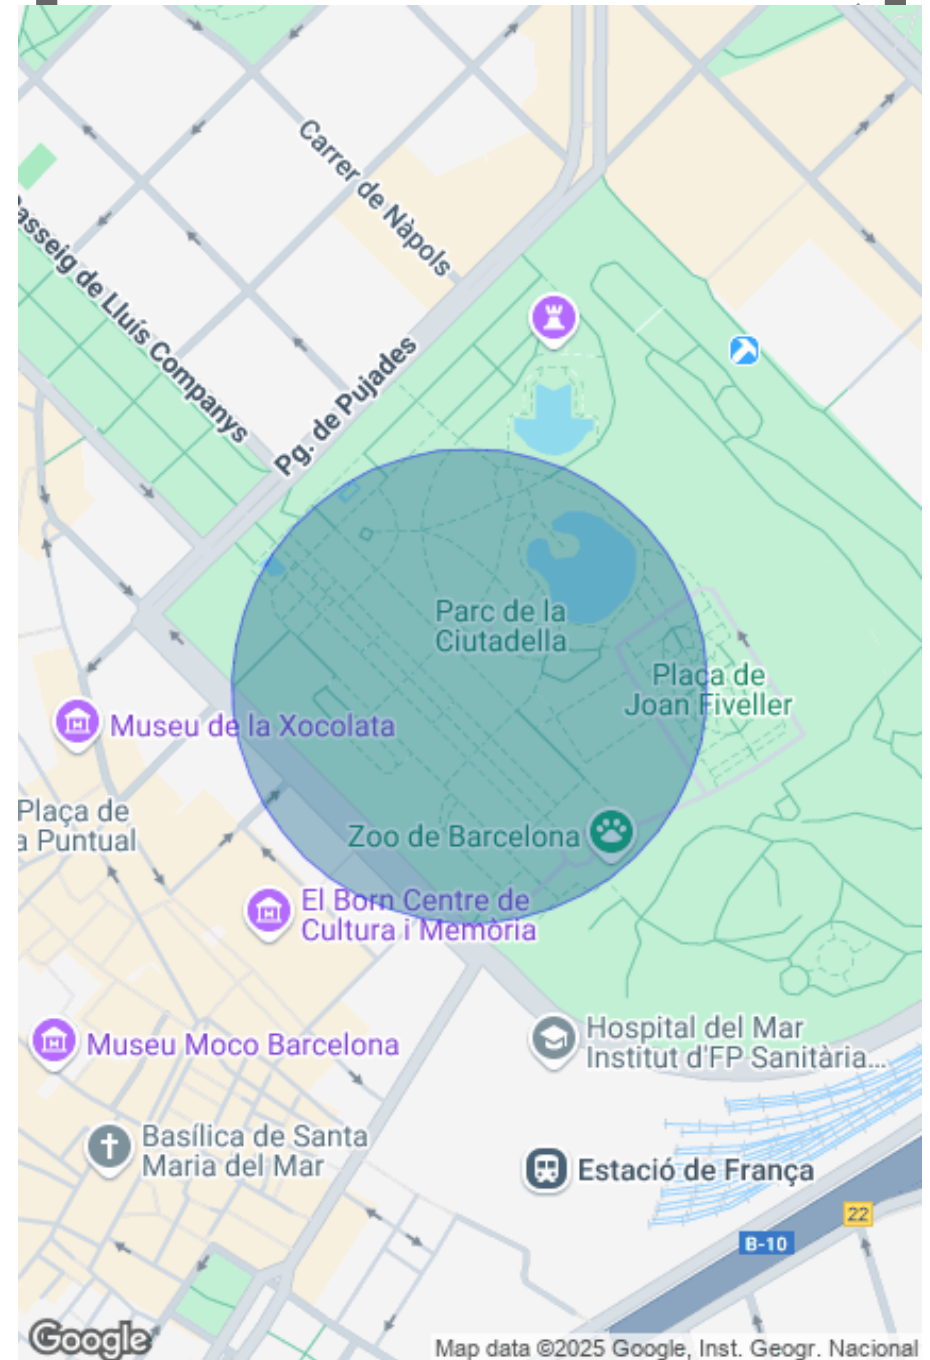 Carrer de Nàpols
Passeig de Lluís Companys
Pg. de Pujades
Parc de la
Ciutadella
Plaça de
Joan Fiveller
Museu de la Xocolata
Plaça de
a Puntual
Zoo de Barcelona
El Born Centre de
Cultura i Memòria
Hospital del Mar
Institut d'FP Sanitària...
Museu Moco Barcelona
Basílica de Santa
Maria del Mar
Estació de França
22
B-10
Google
Map data ©2025 Google, Inst. Geogr. Nacional